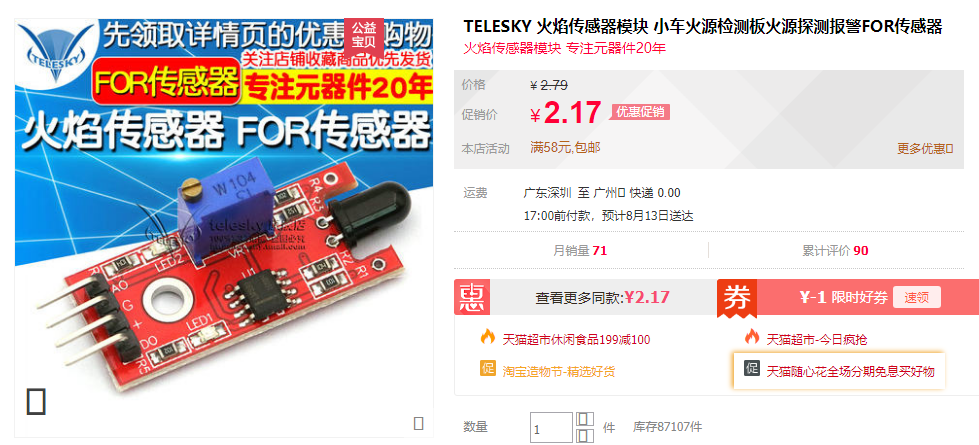 先领取详情页的优惠 购物
公益
宝贝
TELESKY
关注店铺收藏商品优先发货
FOR传感器
专注元器件20年
火焰传感器 FOR传感器
W104
R4
R3
LED2
U1
R2
R1
AO
G
+
DO
LED1
R5
TELESKY 火焰传感器模块 小车火源检测板火源探测报警FOR传感器
火焰传感器模块 专注元器件20年
价格 ¥2.79
促销价 ¥2.17 优惠促销
本店活动 满58元,包邮 更多优惠
运费 广东深圳 至 广州 快递 0.00
17:00前付款，预计8月13日送达
月销量 71 累计评价 90
惠 查看更多同款:¥2.17 券 ¥-1 限时好券 速领
天猫超市休闲食品199减100 天猫超市-今日疯抢
促 淘宝造物节-精选好货 促 天猫随心花全场分期免息买好物
数量 1 件 库存87107件